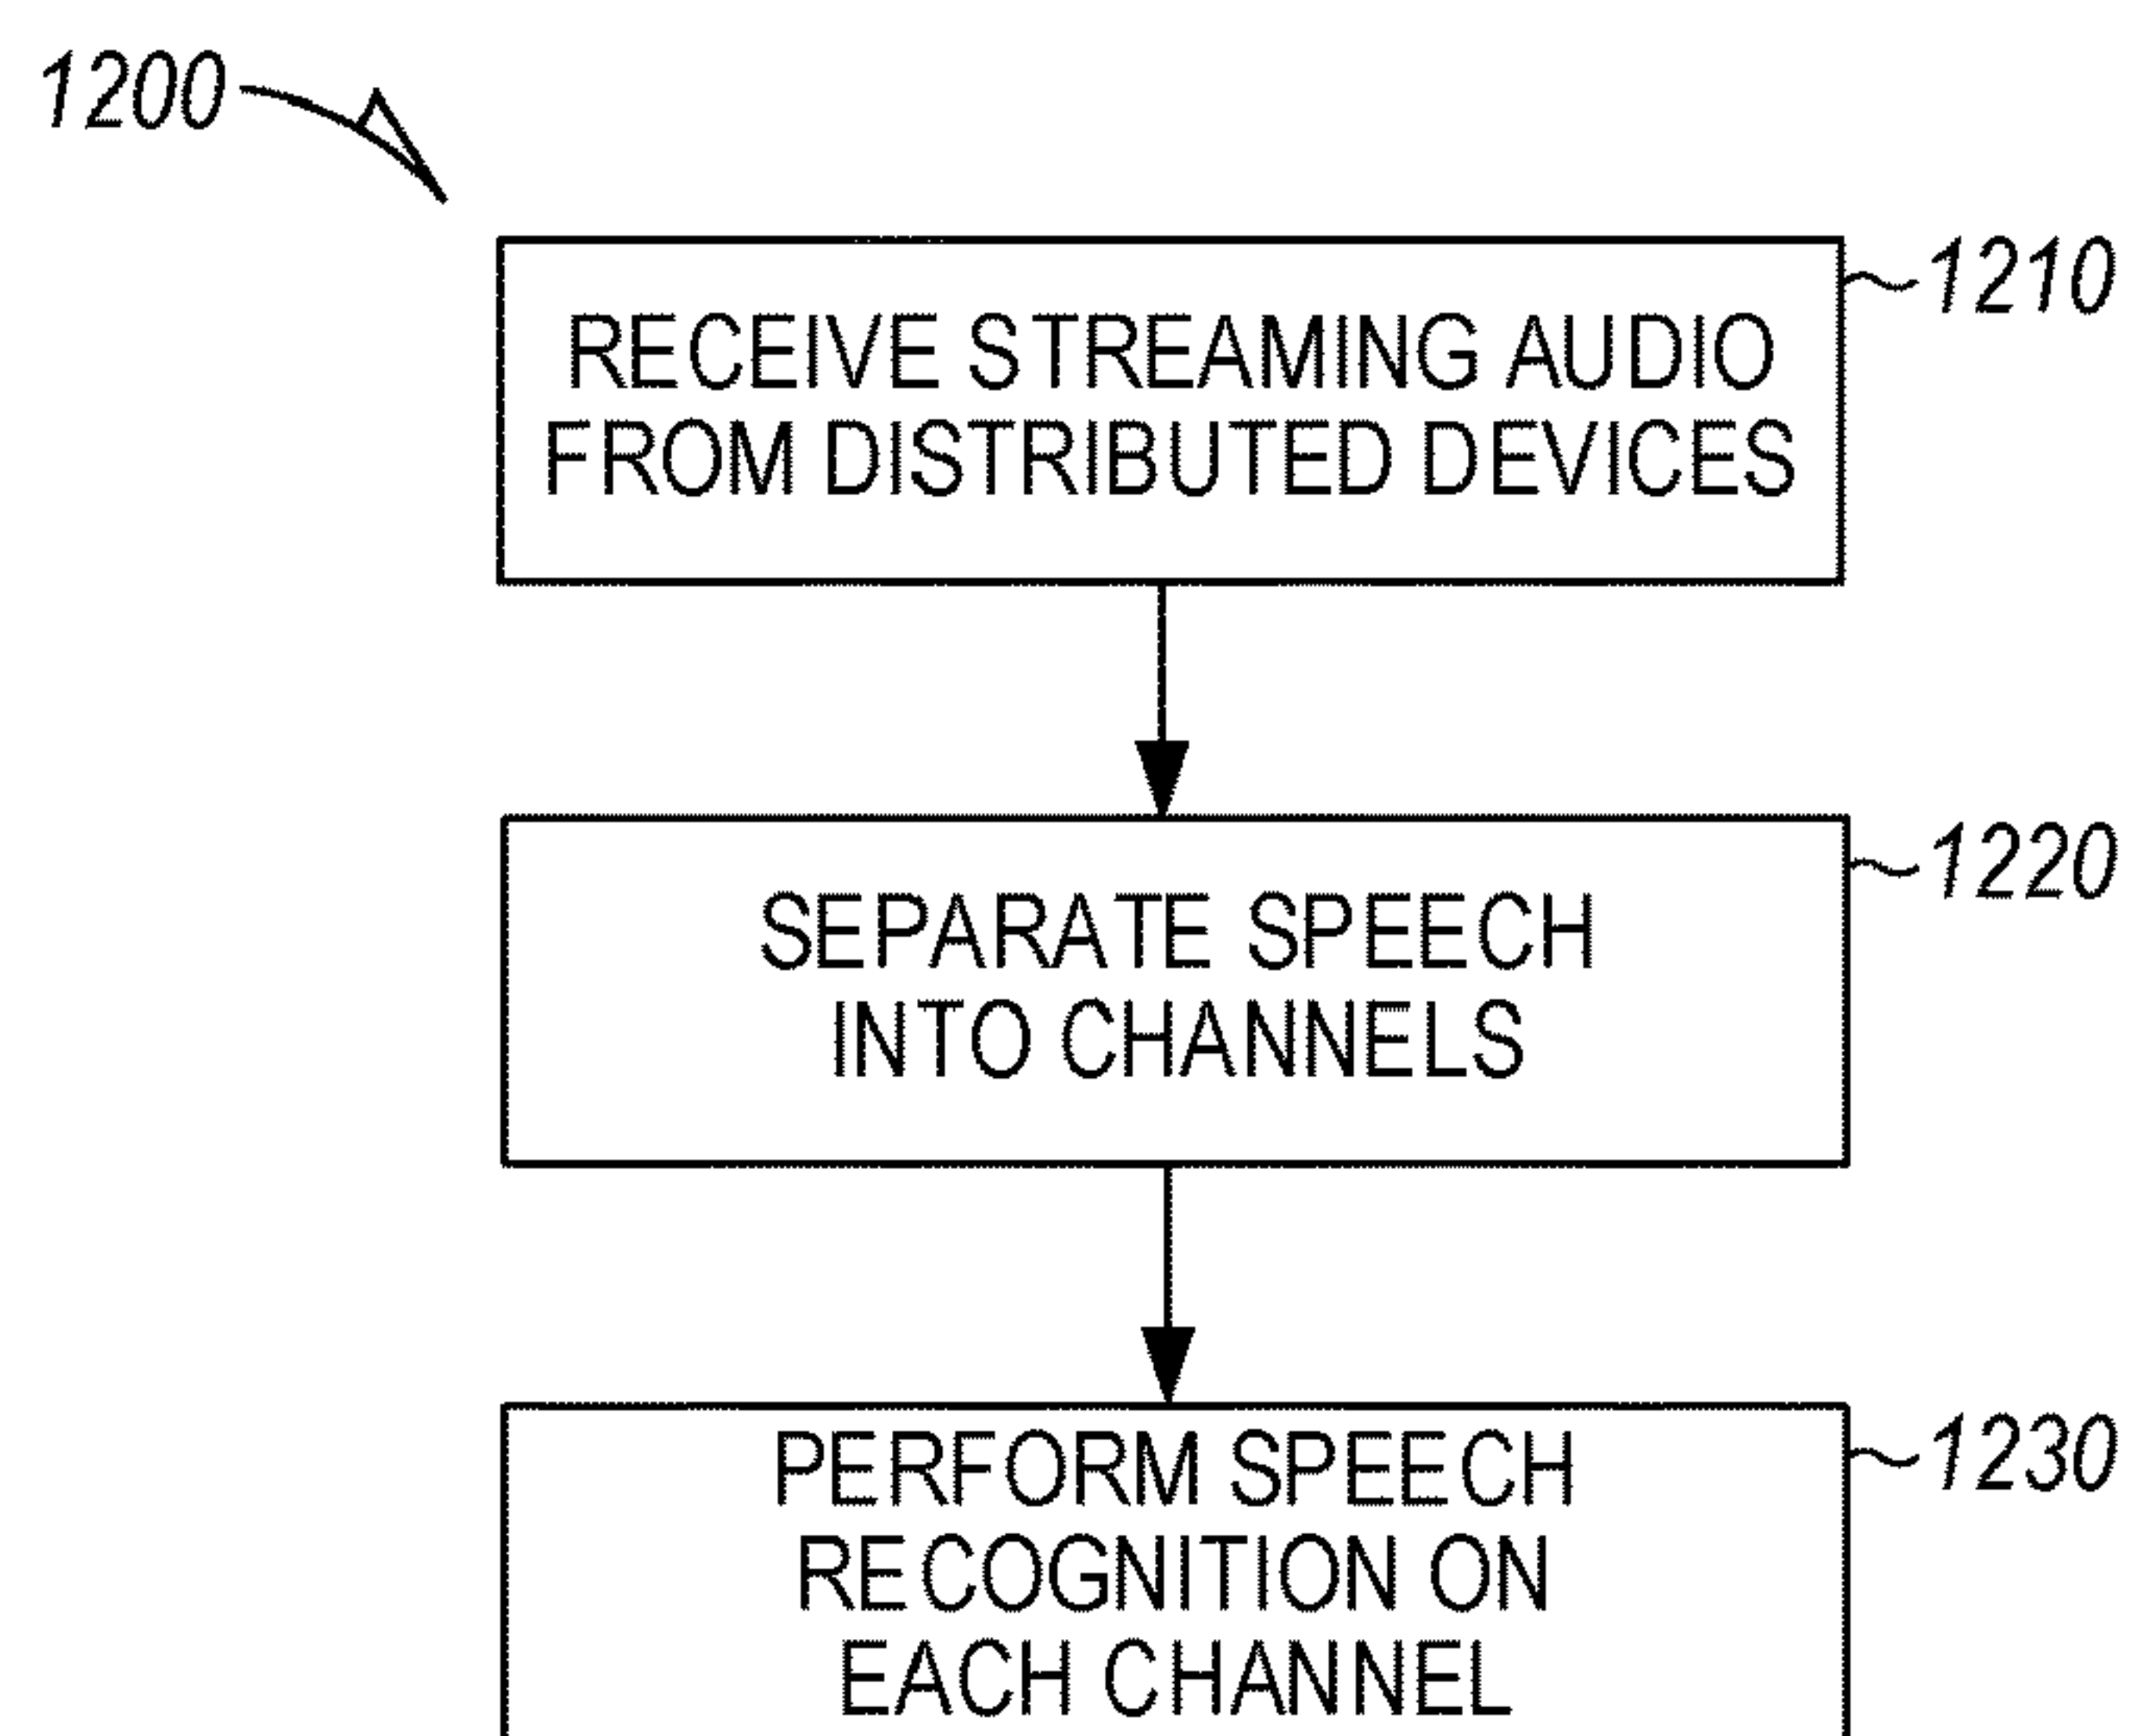 1200
1210
RECEIVE STREAMING AUDIO
FROM DISTRIBUTED DEVICES
1220
SEPARATE SPEECH
INTO CHANNELS
1230
PERFORM SPEECH
RECOGNITION ON
EACH CHANNEL